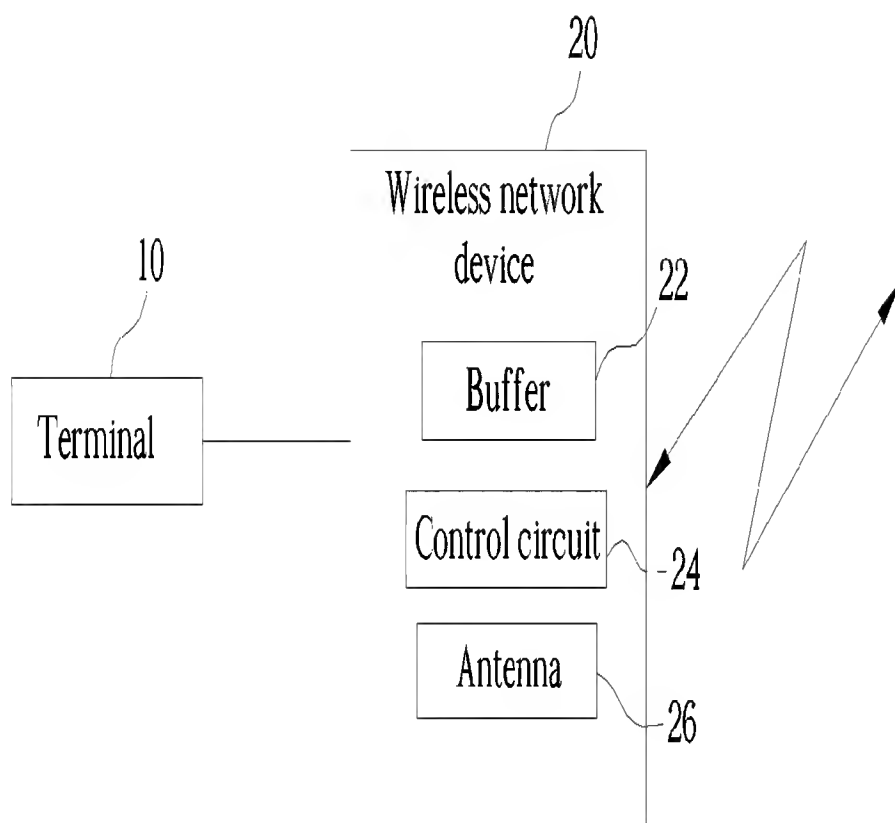 20
Wireless network
device
10
22
Buffer
Terminal
Control circuit
24
Antenna
26